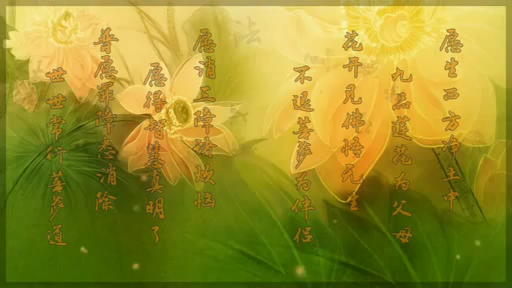 愿生西方净土中
九品莲花为父母
花开见佛悟无生
不退菩萨为伴侣
愿消三障诸烦恼
愿得智慧真明了
普愿罪障悉消除
世世常行菩萨道
法